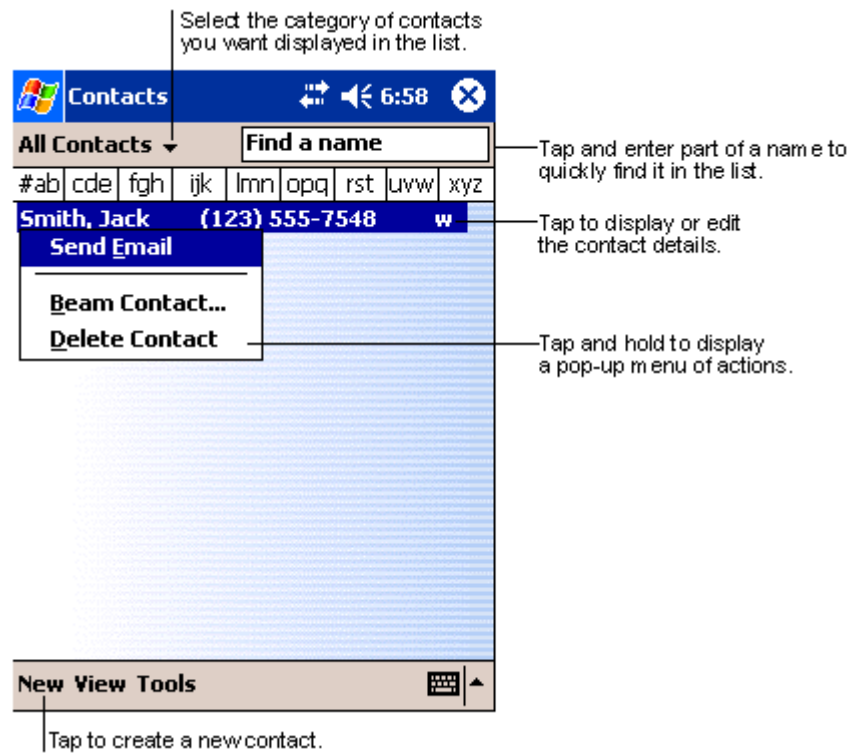 Select the category of contacts
you want displayed in the list.
Contacts 6:58
All Contacts Find a name
Tap and enter part of a name to
quickly find it in the list.
#ab cde fgh ijk lmn opq rst uvw xyz
Smith, Jack (123) 555-7548 w
Tap to display or edit
the contact details.
Send Email
Beam Contact...
Delete Contact
Tap and hold to display
a pop-up menu of actions.
New View Tools
Tap to create a new contact.